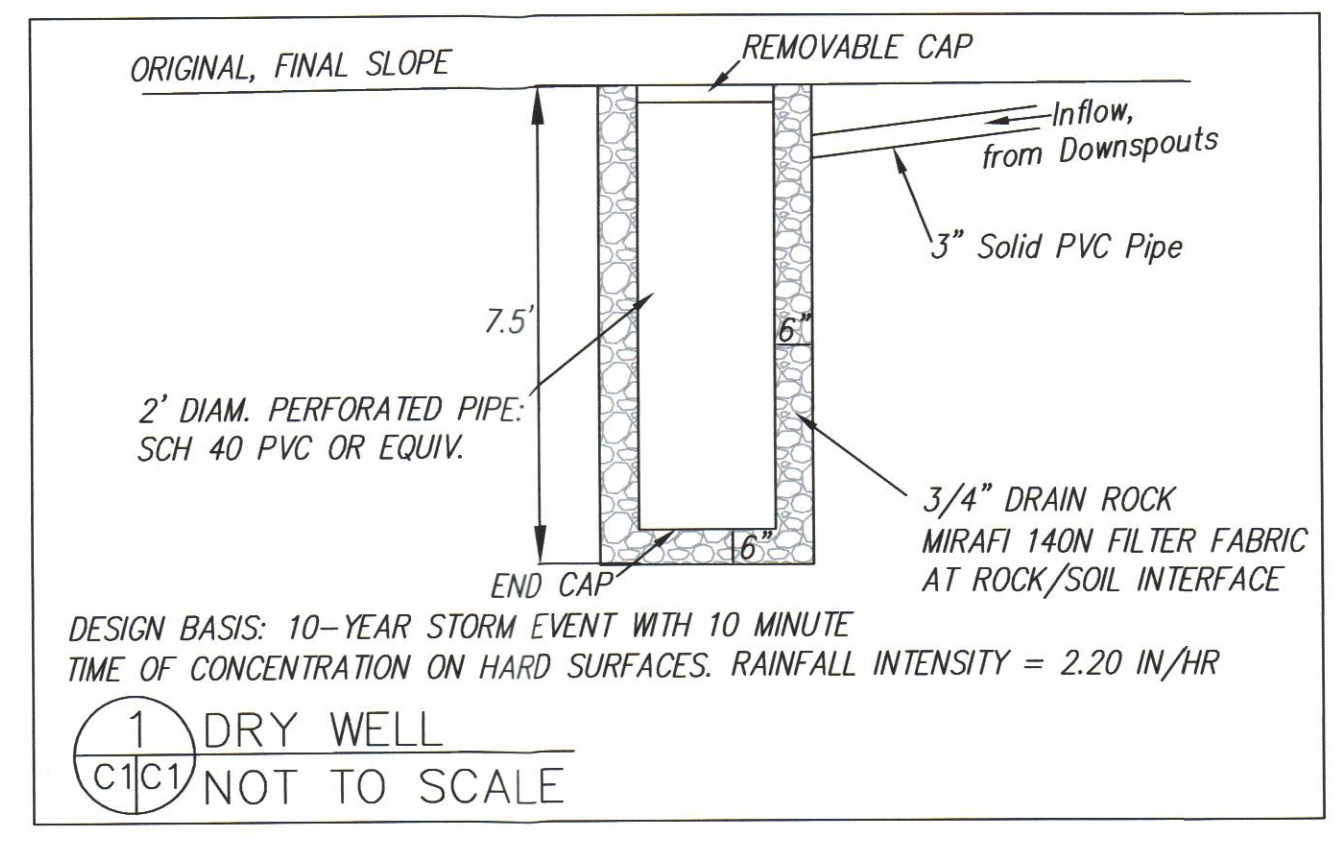 ORIGINAL, FINAL SLOPE
REMOVABLE CAP
Inflow,
from Downspouts
3" Solid PVC Pipe
7.5'
6"
2' DIAM. PERFORATED PIPE:
SCH 40 PVC OR EQUIV.
3/4" DRAIN ROCK
MIRAFI 140N FILTER FABRIC
AT ROCK/SOIL INTERFACE
6"
END CAP
DESIGN BASIS: 10-YEAR STORM EVENT WITH 10 MINUTE
TIME OF CONCENTRATION ON HARD SURFACES. RAINFALL INTENSITY = 2.20 IN/HR
1
C1 C1
DRY WELL
NOT TO SCALE